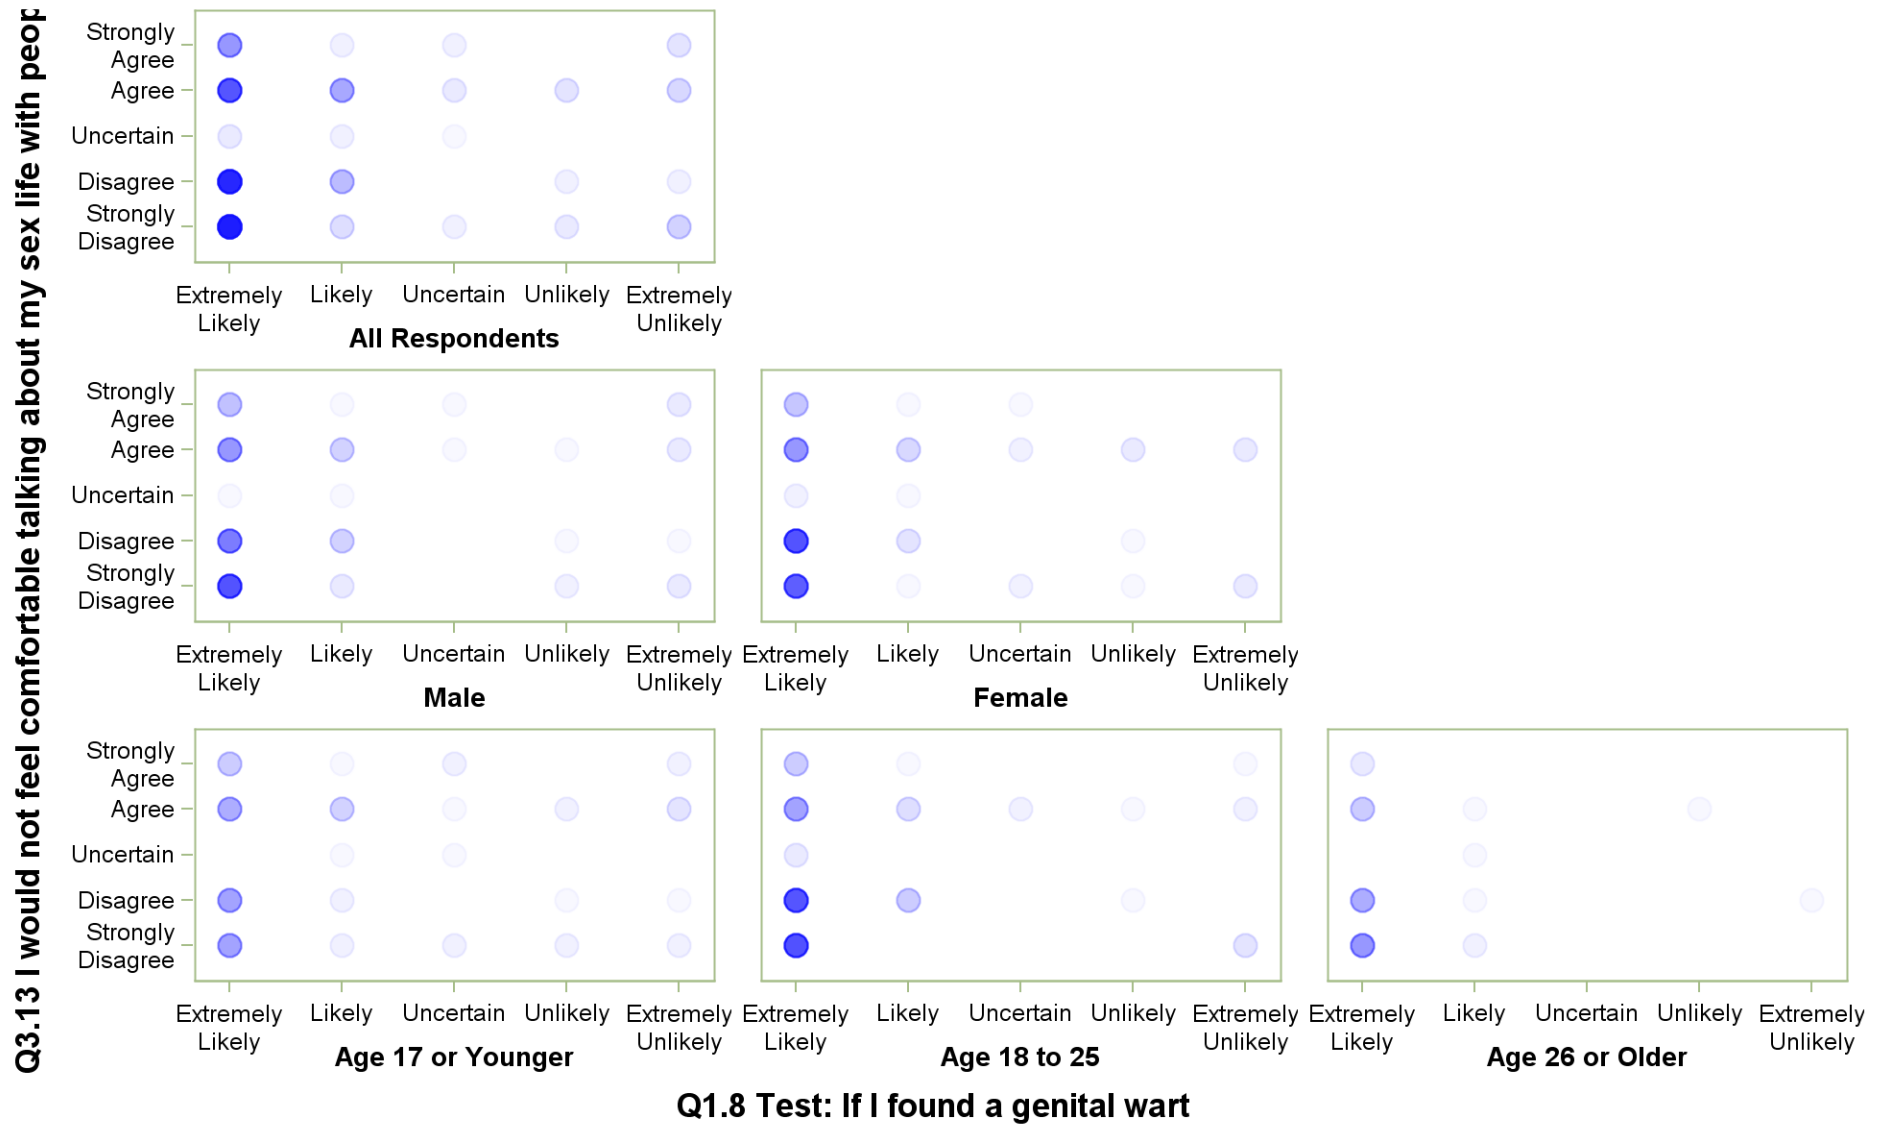 Q3.13 I would not feel comfortable talking about my sex life with
Strongly
Agree
Agree
Uncertain
Disagree
Strongly
Disagree
Extremely Likely Uncertain Unlikely Extremely
Likely Unlikely
All Respondents
Strongly
Agree
Agree
Uncertain
Disagree
Strongly
Disagree
Extremely Likely Uncertain Unlikely Extremely
Likely Unlikely
Male
Extremely Likely Uncertain Unlikely Extremely
Likely Unlikely
Female
Strongly
Agree
Agree
Uncertain
Disagree
Strongly
Disagree
Extremely Likely Uncertain Unlikely Extremely
Likely Unlikely
Age 17 or Younger
Extremely Likely Uncertain Unlikely Extremely
Likely Unlikely
Age 18 to 25
Extremely Likely Uncertain Unlikely Extremely
Likely Unlikely
Age 26 or Older
Q1.8 Test: If I found a genital wart